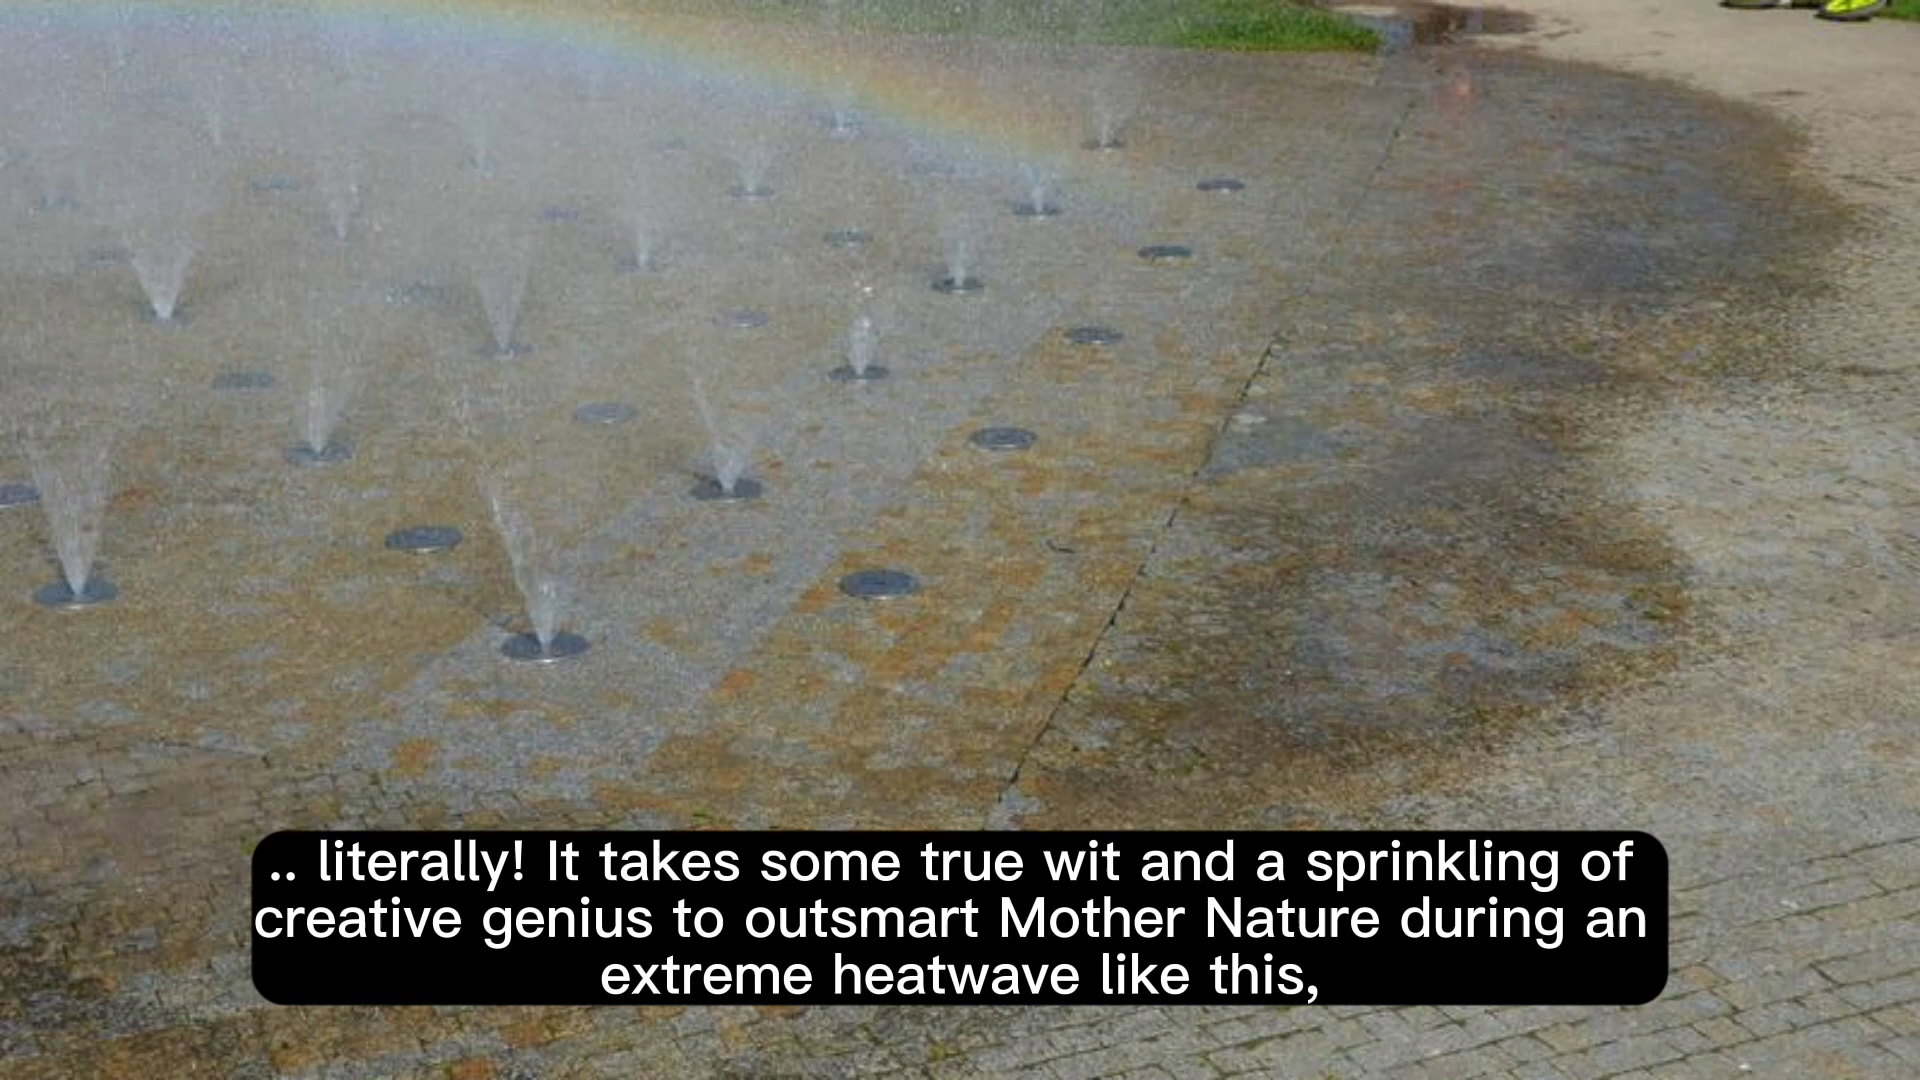 .. literally! It takes some true wit and a sprinkling of
creative genius to outsmart Mother Nature during an
extreme heatwave like this,